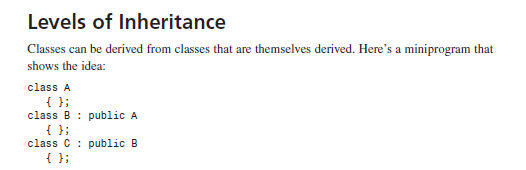 Levels of Inheritance
Classes can be derived from classes that are themselves derived. Here’s a miniprogram that
shows the idea:
class A
{ };
class B : public A
{ };
class C : public B
{ };